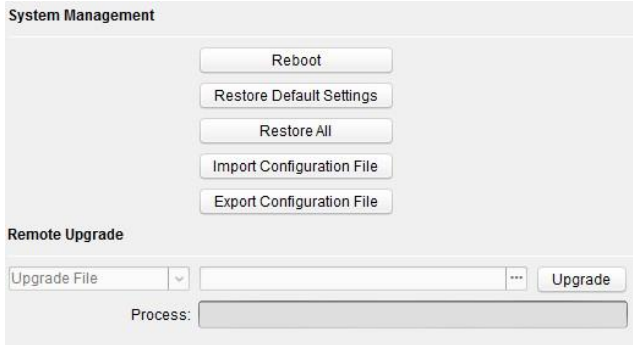 System Management
Reboot
Restore Default Settings
Restore All
Import Configuration File
Export Configuration File
Remote Upgrade
Upgrade File ... Upgrade
Process: